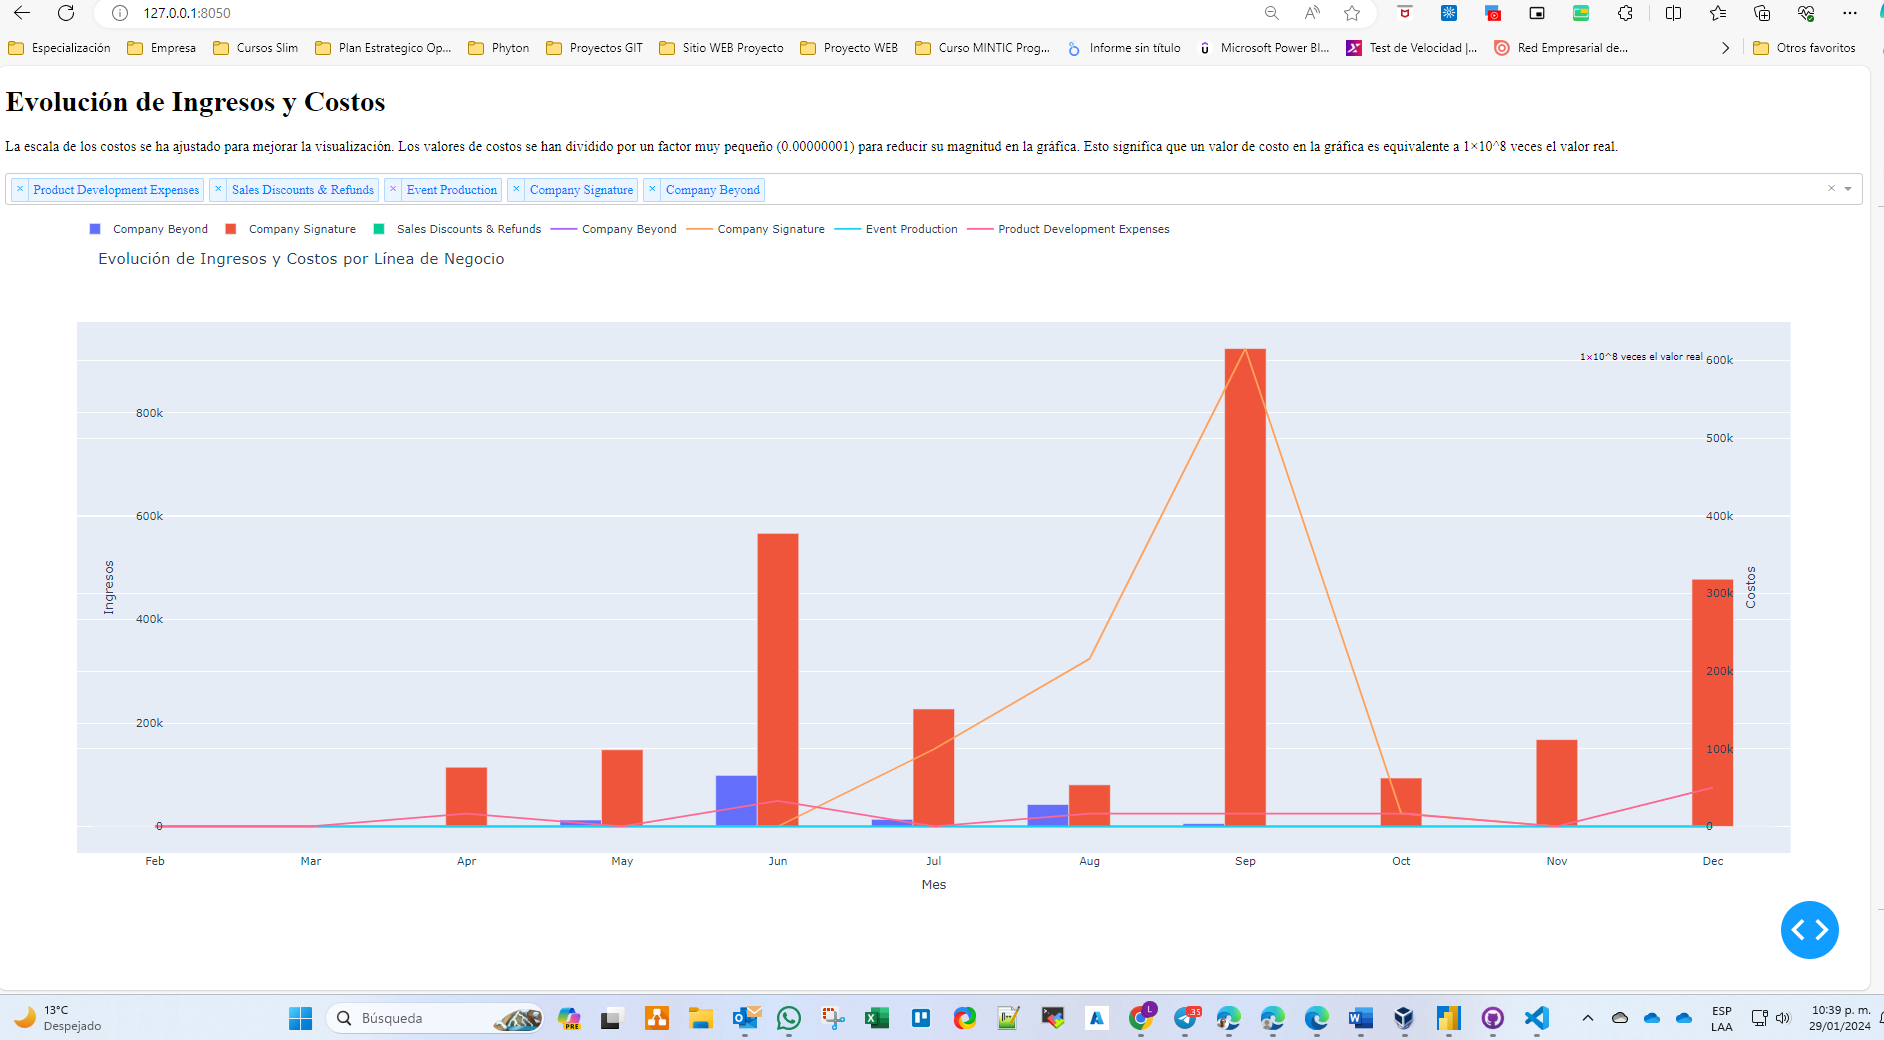 127.0.0.1:8050
Especialización Empresa Cursos Slim Plan Estrategico Op... Phyton Proyectos GIT Sitio WEB Proyecto Proyecto WEB Curso MINTIC Prog... Informe sin título Microsoft Power BI... Test de Velocidad |... Red Empresarial de... Otros favoritos
Evolución de Ingresos y Costos
La escala de los costos se ha ajustado para mejorar la visualización. Los valores de costos se han dividido por un factor muy pequeño (0.00000001) para reducir su magnitud en la gráfica. Esto significa que un valor de costo en la gráfica es equivalente a 1×10^8 veces el valor real.
× Product Development Expenses × Sales Discounts & Refunds × Event Production × Company Signature × Company Beyond
Company Beyond Company Signature Sales Discounts & Refunds Company Beyond Company Signature Event Production Product Development Expenses
Evolución de Ingresos y Costos por Línea de Negocio
1×10^8 veces el valor real 600k
800k
500k
600k 400k
Ingresos
Costos
300k
400k
200k
200k
100k
0 0
Feb Mar Apr May Jun Jul Aug Sep Oct Nov Dec
Mes
13°C
Despejado
Búsqueda
PRE
L
35
ESP
LAA
10:39 p. m.
29/01/2024